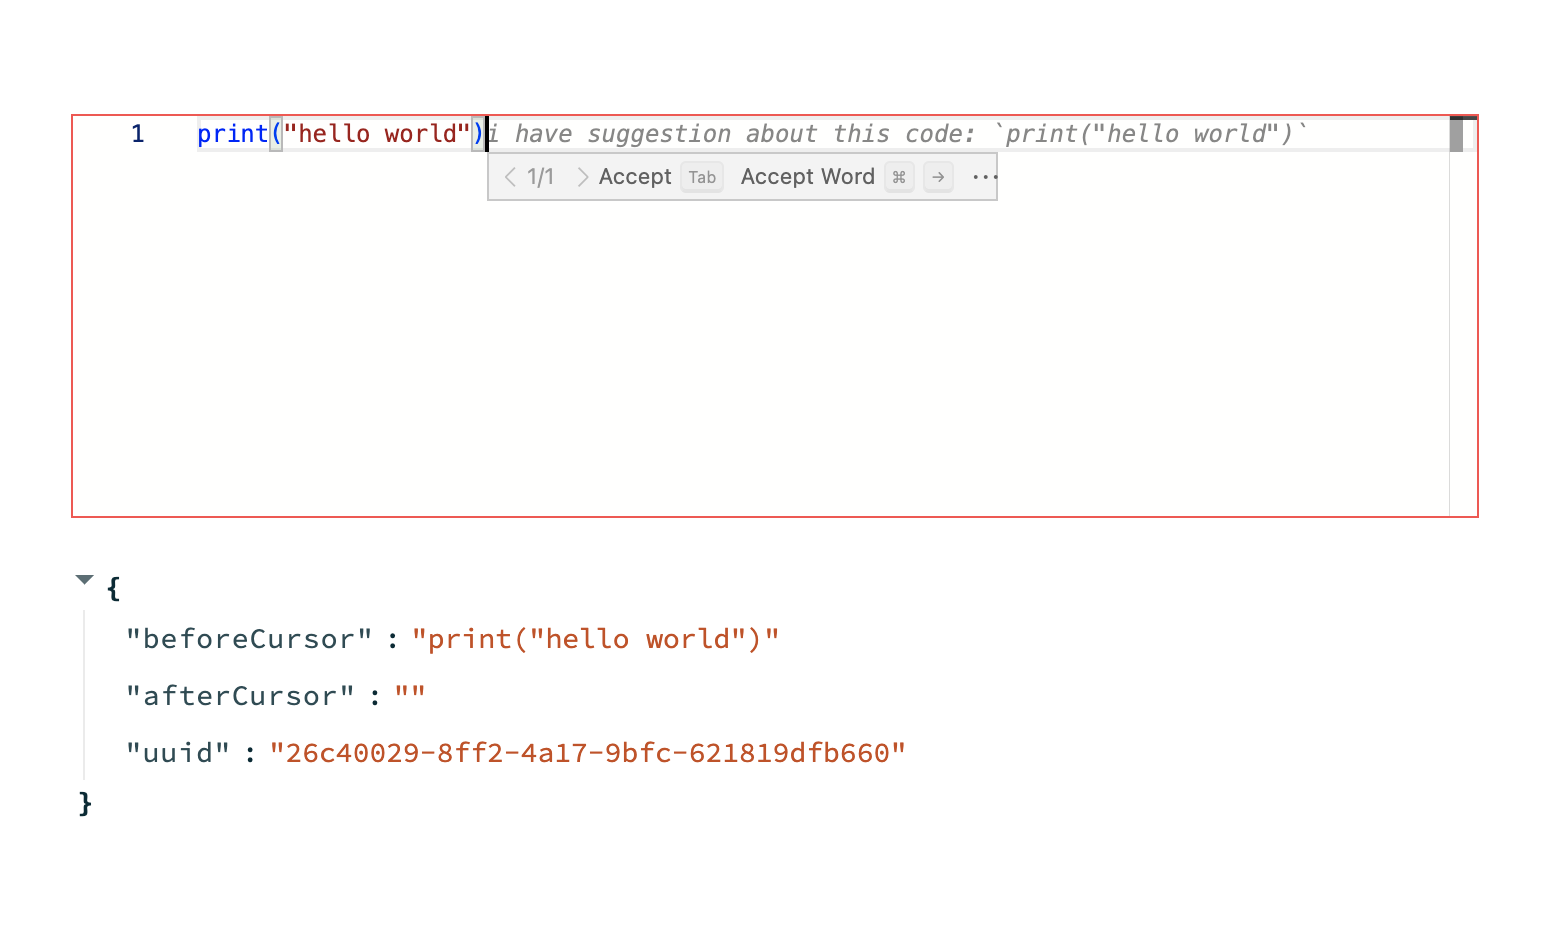 1 print("hello world")i have suggestion about this code: `print("hello world")`
< 1/1 > Accept Tab Accept Word ⌘ → ···
{
"beforeCursor" : "print("hello world")"
"afterCursor" : ""
"uuid" : "26c40029-8ff2-4a17-9bfc-621819dfb660"
}